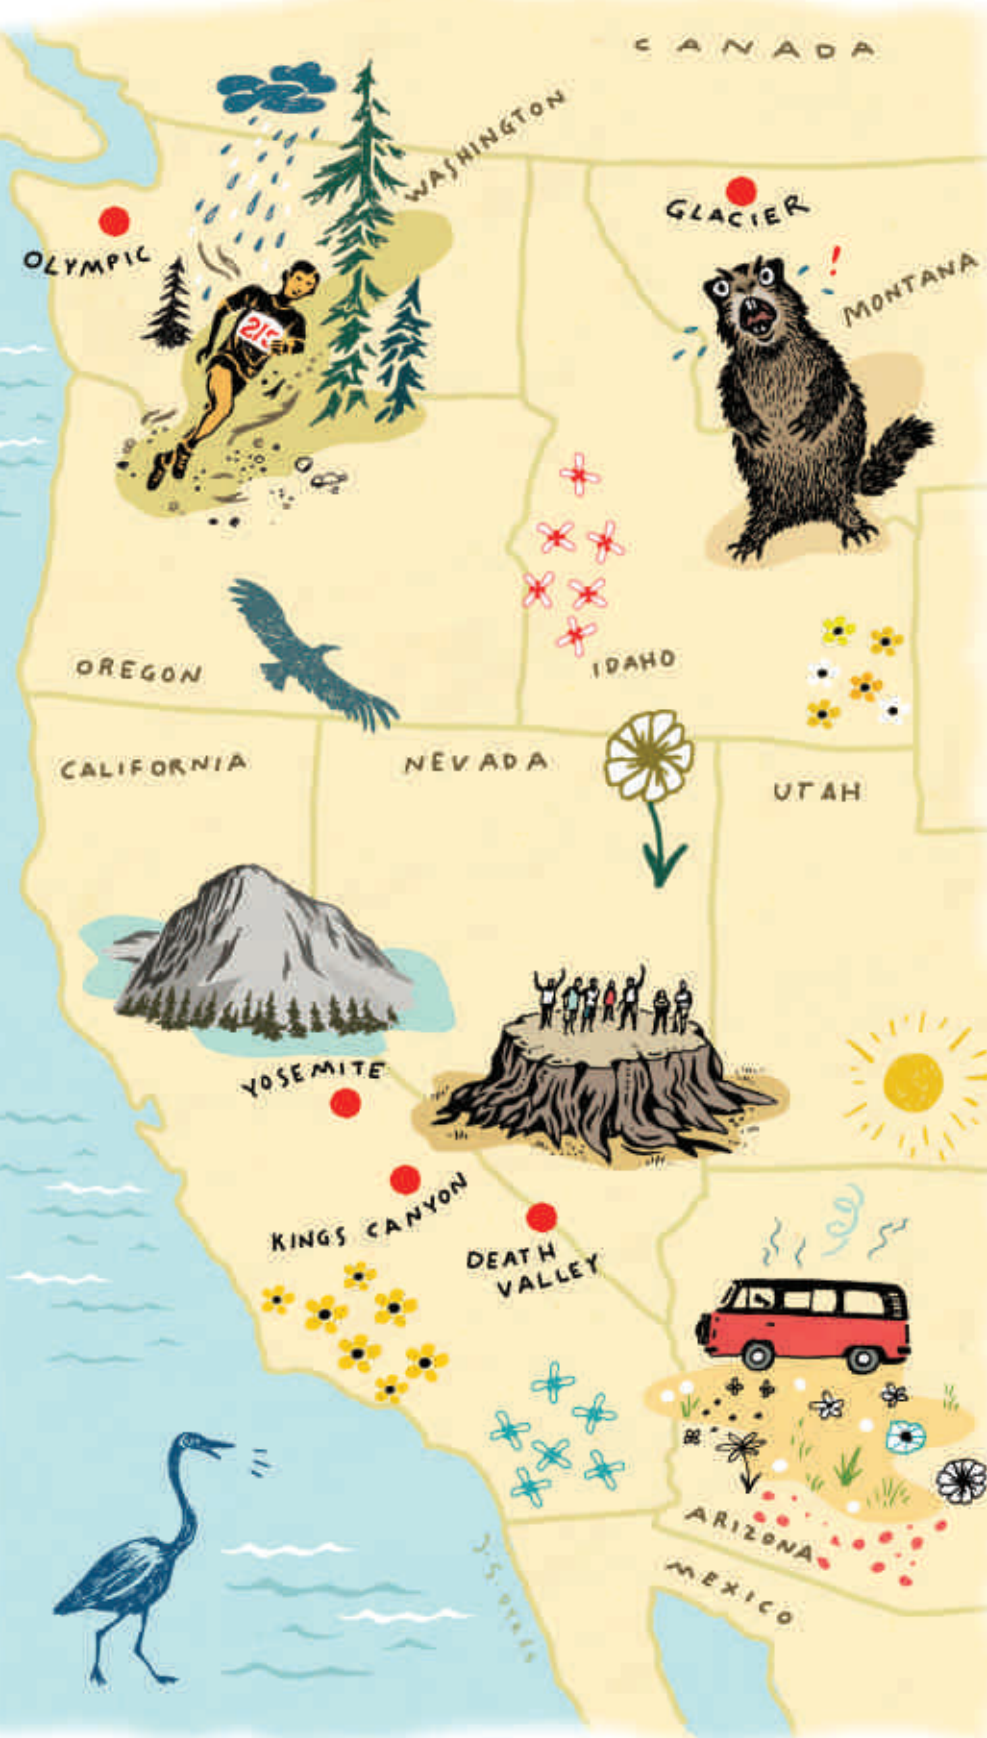 CANADA
WASHINGTON
GLACIER
OLYMPIC
MONTANA
OREGON
IDAHO
CALIFORNIA
NEVADA
UTAH
YOSEMITE
KINGS CANYON
DEATH
VALLEY
ARIZONA
MEXICO